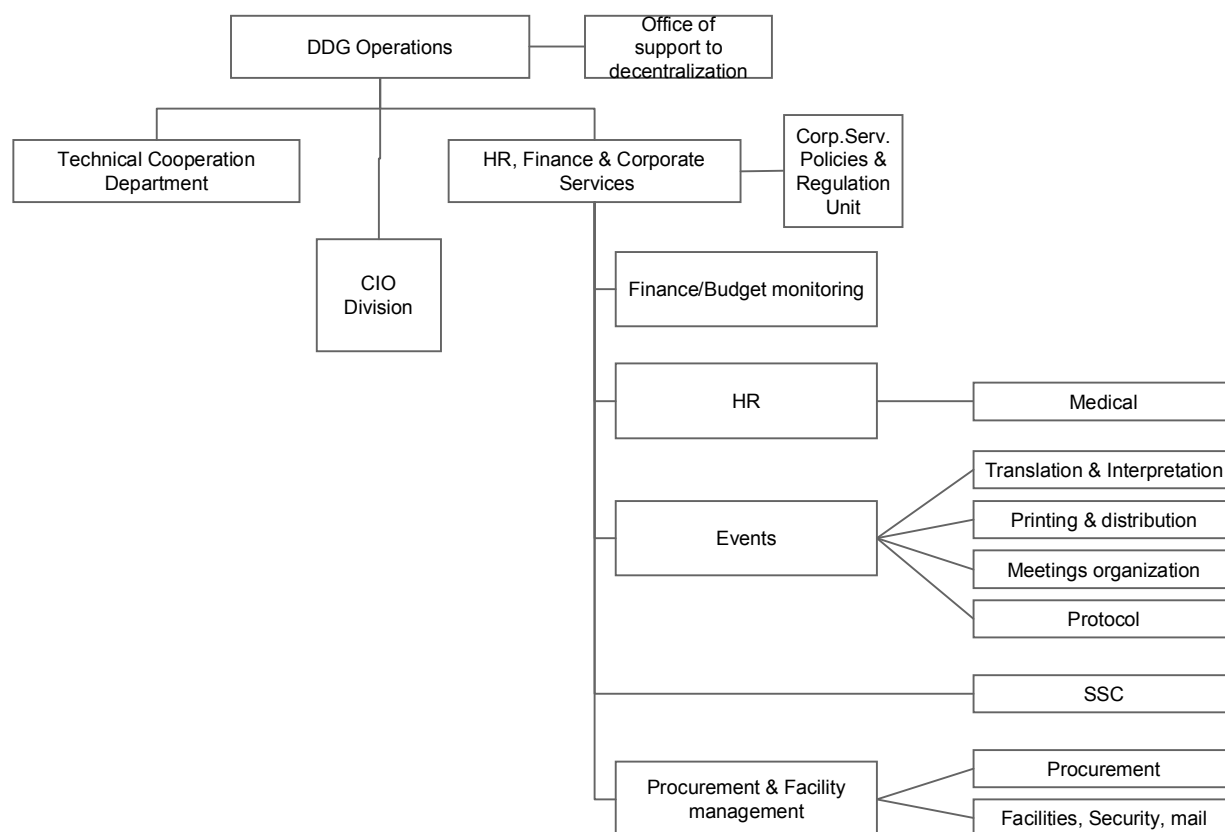 DDG Operations
Office of
support to
decentralization
Technical Cooperation
Department
HR, Finance & Corporate
Services
Corp.Serv.
Policies &
Regulation
Unit
CIO
Division
Finance/Budget monitoring
HR
Medical
Events
Translation & Interpretation
Printing & distribution
Meetings organization
Protocol
SSC
Procurement & Facility
management
Procurement
Facilities, Security, mail